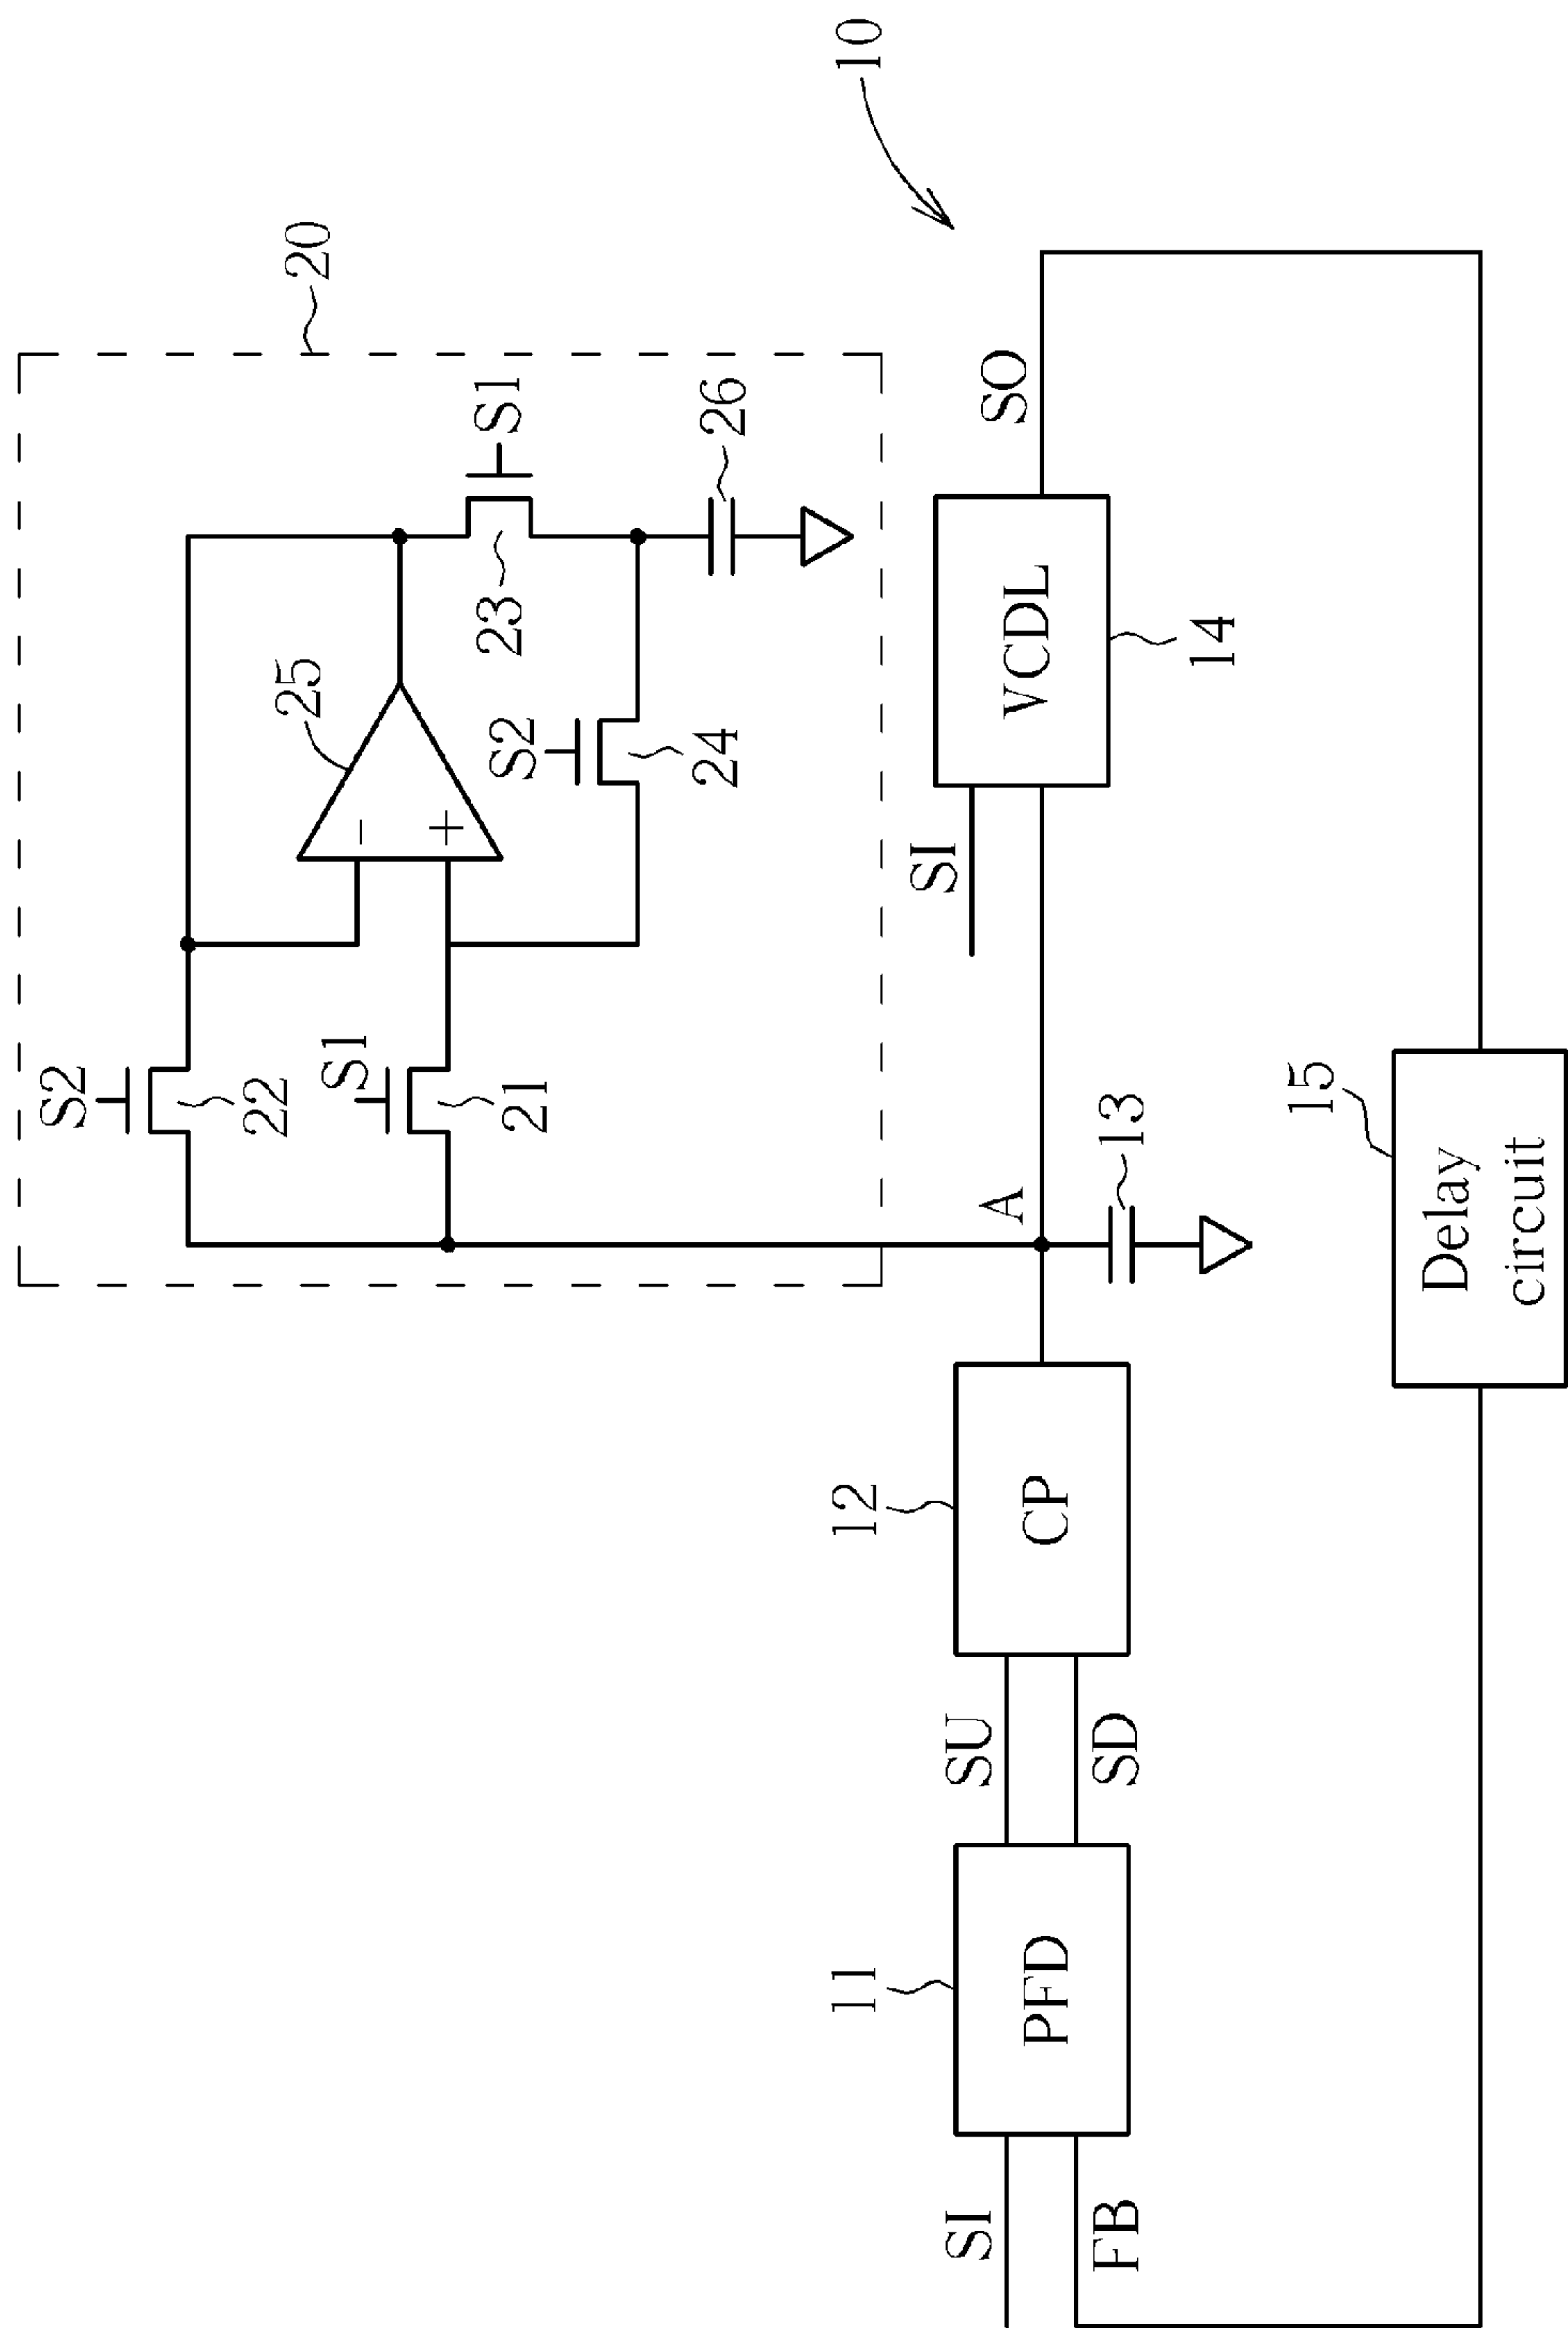 10
20
S2
22
S1
21
25
-
+
S1
23
S2
24
26
SI
FB
11
PFD
SU
SD
12
CP
A
13
SI
VCDL
14
SO
15
Delay
circuit